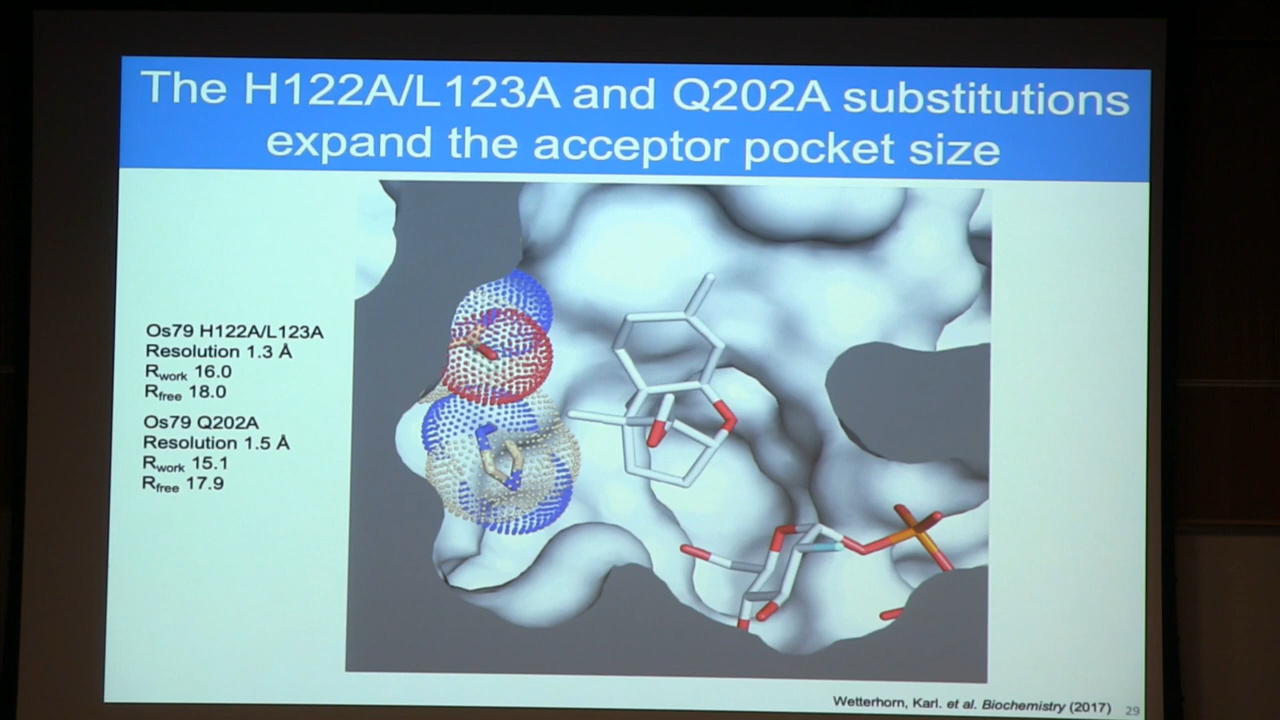 The H122A/L123A and Q202A substitutions
expand the acceptor pocket size
Os79 H122A/L123A
Resolution 1.3 Å
Rwork 16.0
Rfree 18.0
Os79 Q202A
Resolution 1.5 Å
Rwork 15.1
Rfree 17.9
Wetterhorn, Karl. et al. Biochemistry (2017)
29